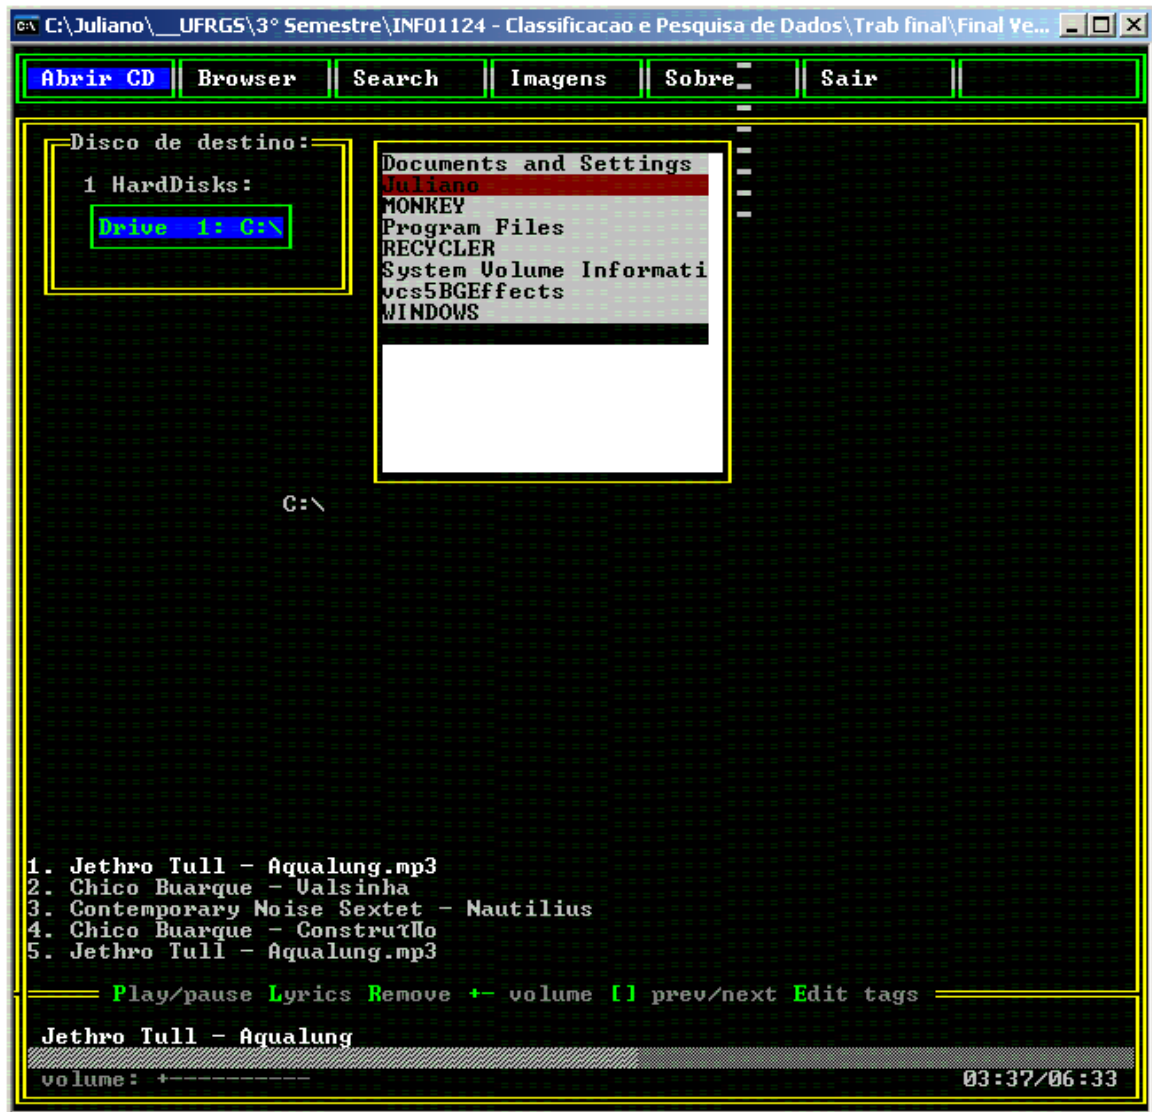 C:\Juliano\__UFRGS\3° Semestre\INF01124 - Classificacao e Pesquisa de Dados\Trab final\Final Ve...
Abrir CD Browser Search Imagens Sobre Sair
Disco de destino:
1 HardDisks:
Drive 1: C:\
Documents and Settings
Juliano
MONKEY
Program Files
RECYCLER
System Volume Informati
vcs5BGEffects
WINDOWS
C:\
1. Jethro Tull - Aqualung.mp3
2. Chico Buarque - Valsinha
3. Contemporary Noise Sextet - Nautilius
4. Chico Buarque - ConstruτΠo
5. Jethro Tull - Aqualung.mp3
Play/pause Lyrics Remove +- volume [] prev/next Edit tags
Jethro Tull - Aqualung
volume: +---------- 03:37/06:33